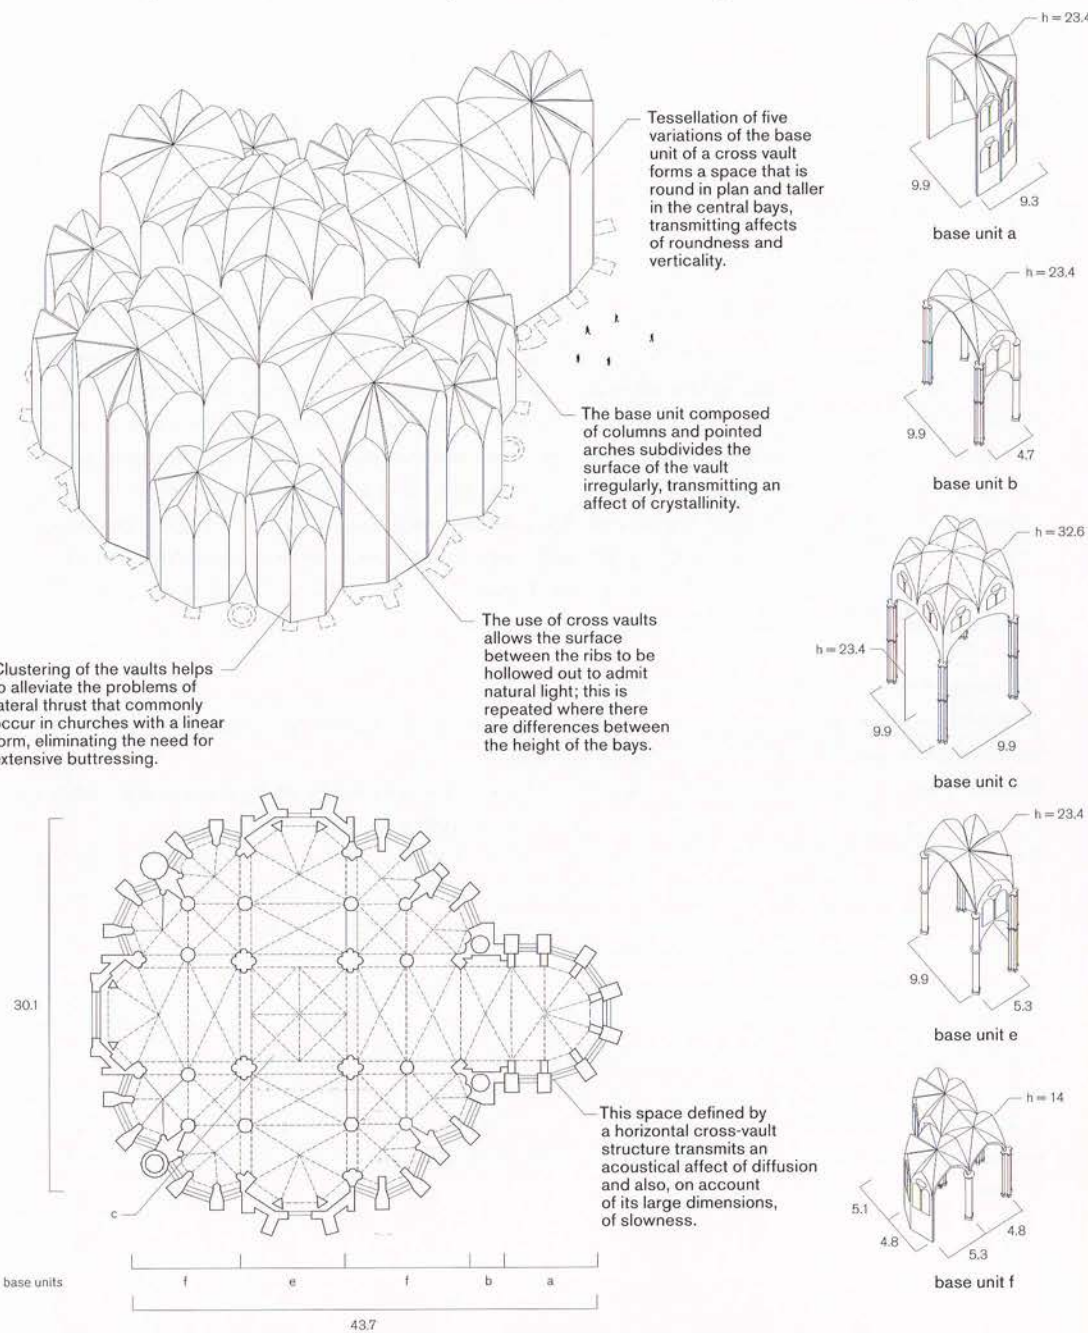 Tessellation of five
variations of the base
unit of a cross vault
forms a space that is
round in plan and taller
in the central bays,
transmitting affects
of roundness and
verticality.
The base unit composed
of columns and pointed
arches subdivides the
surface of the vault
irregularly, transmitting an
affect of crystallinity.
The use of cross vaults
allows the surface
between the ribs to be
hollowed out to admit
natural light; this is
repeated where there
are differences between
the height of the bays.
Clustering of the vaults helps
o alleviate the problems of
ateral thrust that commonly
occur in churches with a linear
orm, eliminating the need for
extensive buttressing.
This space defined by
a horizontal cross-vault
structure transmits an
acoustical affect of diffusion
and also, on account
of its large dimensions,
of slowness.
30.1
c
base units
f e f b a
43.7
h = 23.4
9.9
9.3
base unit a
h = 23.4
9.9
4.7
base unit b
h = 32.6
h = 23.4
9.9
9.9
base unit c
h = 23.4
9.9
5.3
base unit e
h = 14
5.1
4.8
4.8
5.3
base unit f